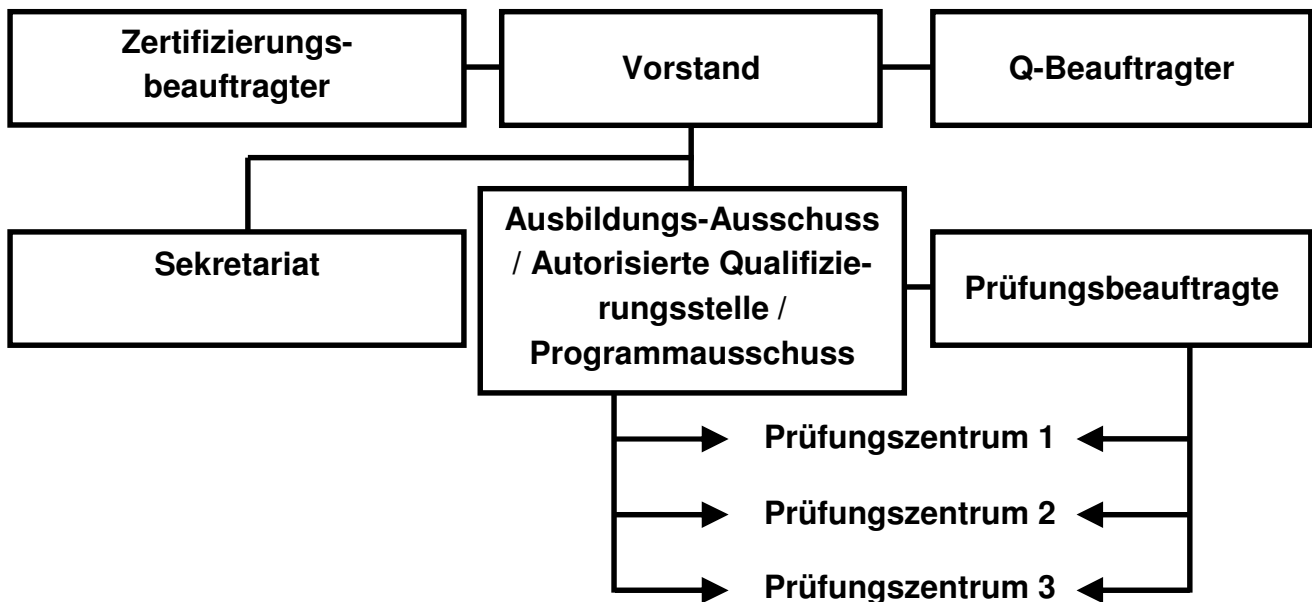 Zertifizierungs-
beauftragter
Vorstand
Q-Beauftragter
Sekretariat
Ausbildungs-Ausschuss
/ Autorisierte Qualifizie-
rungsstelle /
Programmausschuss
Prüfungsbeauftragte
Prüfungszentrum 1
Prüfungszentrum 2
Prüfungszentrum 3